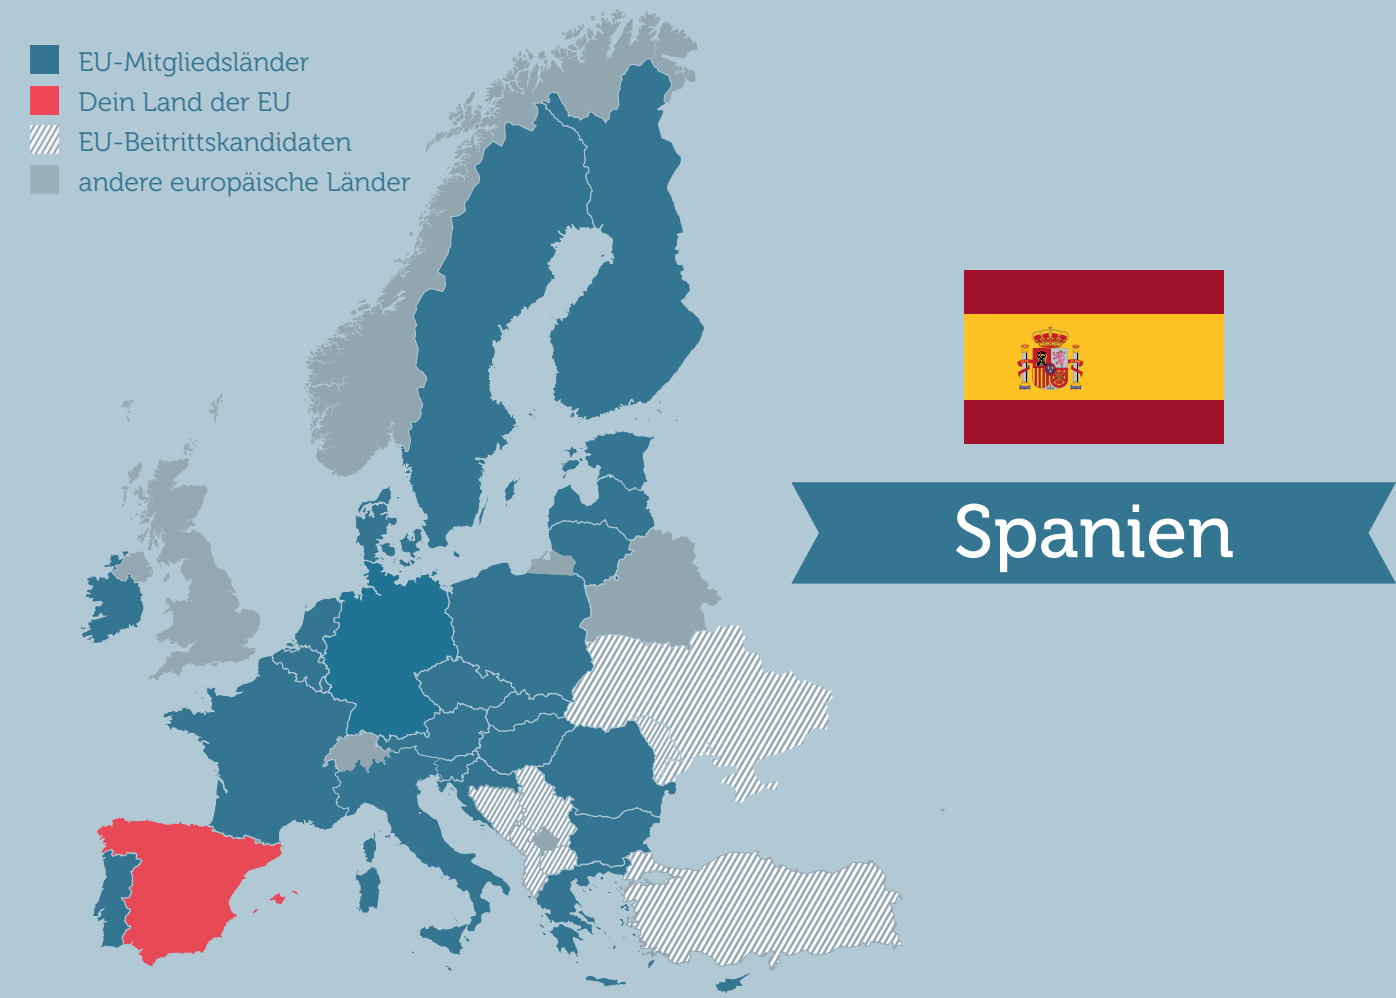 EU-Mitgliedsländer
Dein Land der EU
EU-Beitrittskandidaten
andere europäische Länder
Spanien